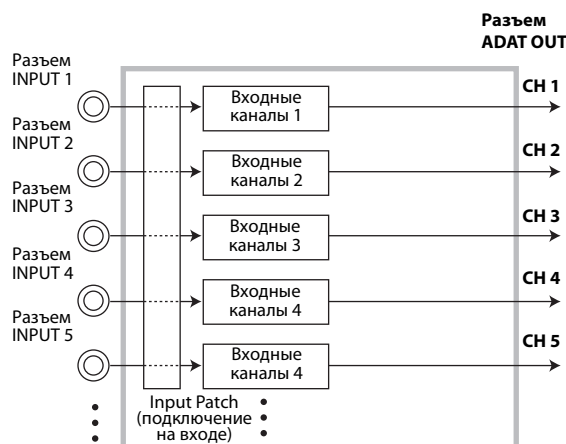 Разъем
ADAT OUT
Разъем
INPUT 1
Входные
каналы 1
CH 1
Разъем
INPUT 2
Входные
каналы 2
CH 2
Разъем
INPUT 3
Входные
каналы 3
CH 3
Разъем
INPUT 4
Входные
каналы 4
CH 4
Разъем
INPUT 5
Входные
каналы 4
CH 5
Input Patch
(подключение
на входе)